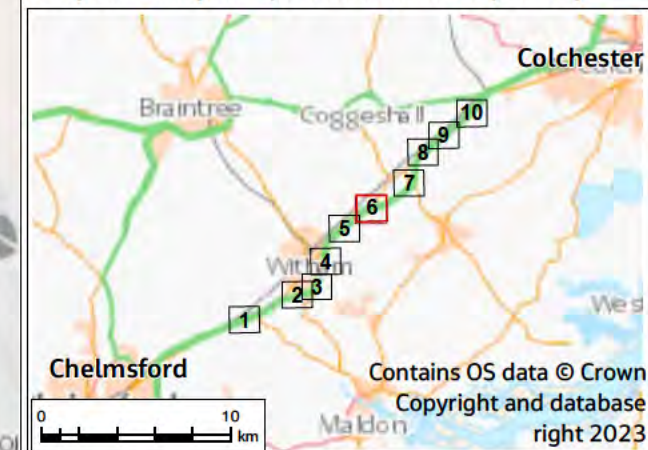 Colchester
Braintree
Coggeshall
10
9
8
7
6
5
4
Witham
3
2
1
Chelmsford
Contains OS data © Crown
Copyright and database
right 2023
Maldon
0 10
km